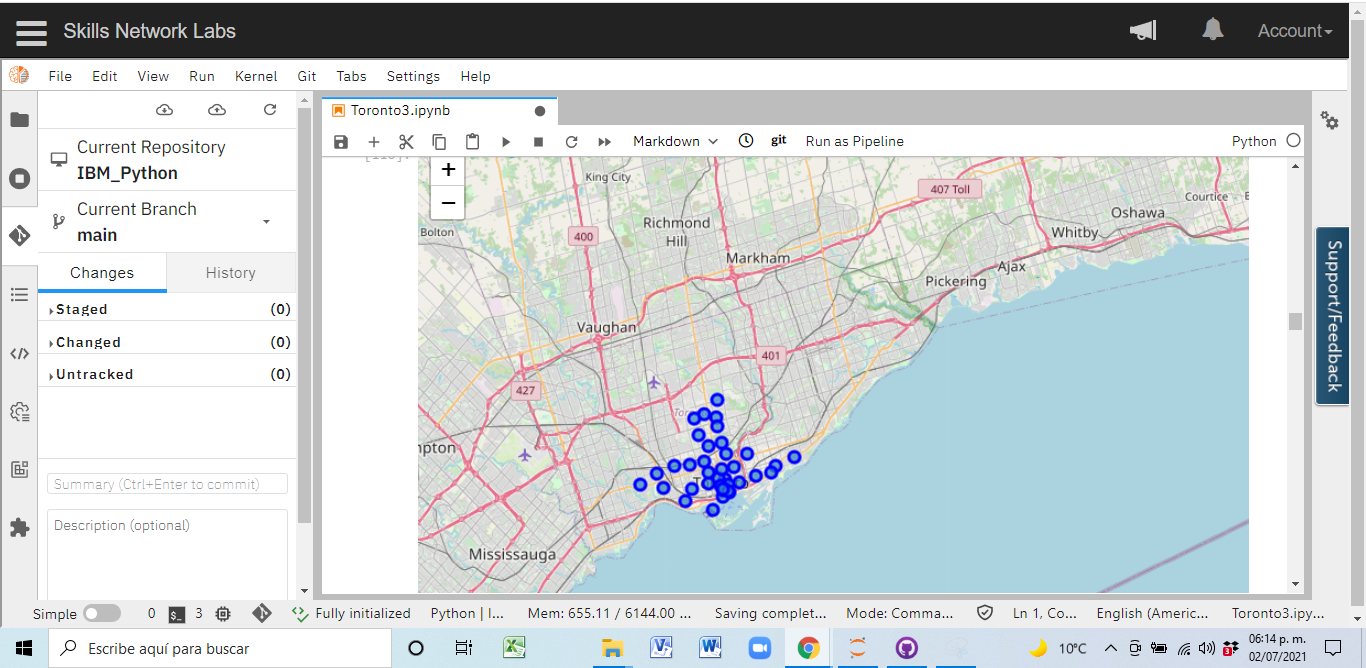 Skills Network Labs
Account
File Edit View Run Kernel Git Tabs Settings Help
Toronto3.ipynb
Current Repository
IBM_Python
Current Branch
main
Changes History
Staged (0)
Changed (0)
Untracked (0)
Summary (Ctrl+Enter to commit)
Description (optional)
Markdown git Run as Pipeline Python
+
−
King City
407 Toll
Courtice
Oshawa
Bolton
400
Richmond
Hill
Whitby
Markham
Ajax
Pickering
Vaughan
401
427
mpton
Mississauga
Support/Feedback
Simple 0 3 Fully initialized Python | I... Mem: 655.11 / 6144.00 ... Saving complet... Mode: Comma... Ln 1, Co... English (Americ... Toronto3.ipy...
Escribe aquí para buscar
10°C
06:14 p. m.
02/07/2021